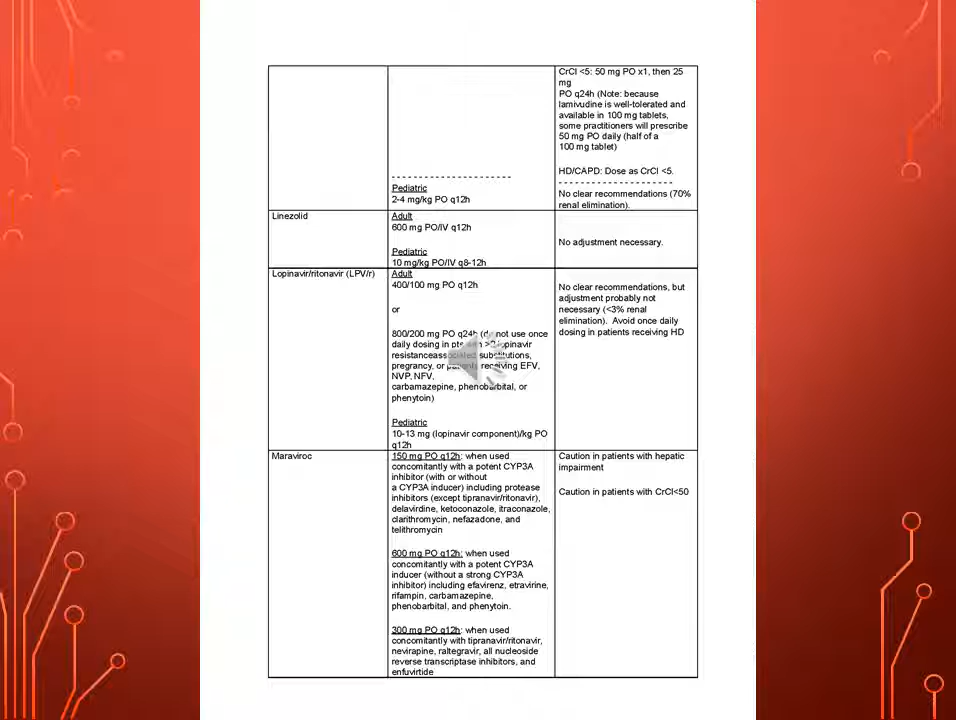 CrCl <5: 50 mg PO x1, then 25
mg
PO q24h (Note: because
lamivudine is well-tolerated and
available in 100 mg tablets,
some practitioners will prescribe
50 mg PO daily (half of a
100 mg tablet)
HD/CAPD: Dose as CrCl <5.
- - - - - - - - - - - - - - - - - - - - -
Pediatric
2-4 mg/kg PO q12h
- - - - - - - - - - - - - - - - - - - -
No clear recommendations (70%
renal elimination).
Linezolid
Adult
600 mg PO/IV q12h
Pediatric
10 mg/kg PO/IV q8-12h
No adjustment necessary.
Lopinavir/ritonavir (LPV/r)
Adult
400/100 mg PO q12h
or
800/200 mg PO q24h (do not use once
daily dosing in pts with lopinavir
resistanceassociated substitutions,
pregrancy, or patients receiving EFV,
NVP, NFV,
carbamazepine, phenobarbital, or
phenytoin)
Pediatric
10-13 mg (lopinavir component)/kg PO
q12h
No clear recommendations, but
adjustment probably not
necessary (<3% renal
elimination). Avoid once daily
dosing in patients receiving HD
Maraviroc
150 mg PO q12h: when used
concomitantly with a potent CYP3A
inhibitor (with or without
a CYP3A inducer) including protease
inhibitors (except tipranavir/ritonavir),
delavirdine, ketoconazole, itraconazole,
clarithromycin, nefazadone, and
telithromycin
600 mg PO q12h: when used
concomitantly with a potent CYP3A
inducer (without a strong CYP3A
inhibitor) including efavirenz, etravirine,
rifampin, carbamazepine,
phenobarbital, and phenytoin.
300 mg PO q12h: when used
concomitantly with tipranavir/ritonavir,
nevirapine, raltegravir, all nucleoside
reverse transcriptase inhibitors, and
enfuvirtide
Caution in patients with hepatic
impairment
Caution in patients with CrCl<50